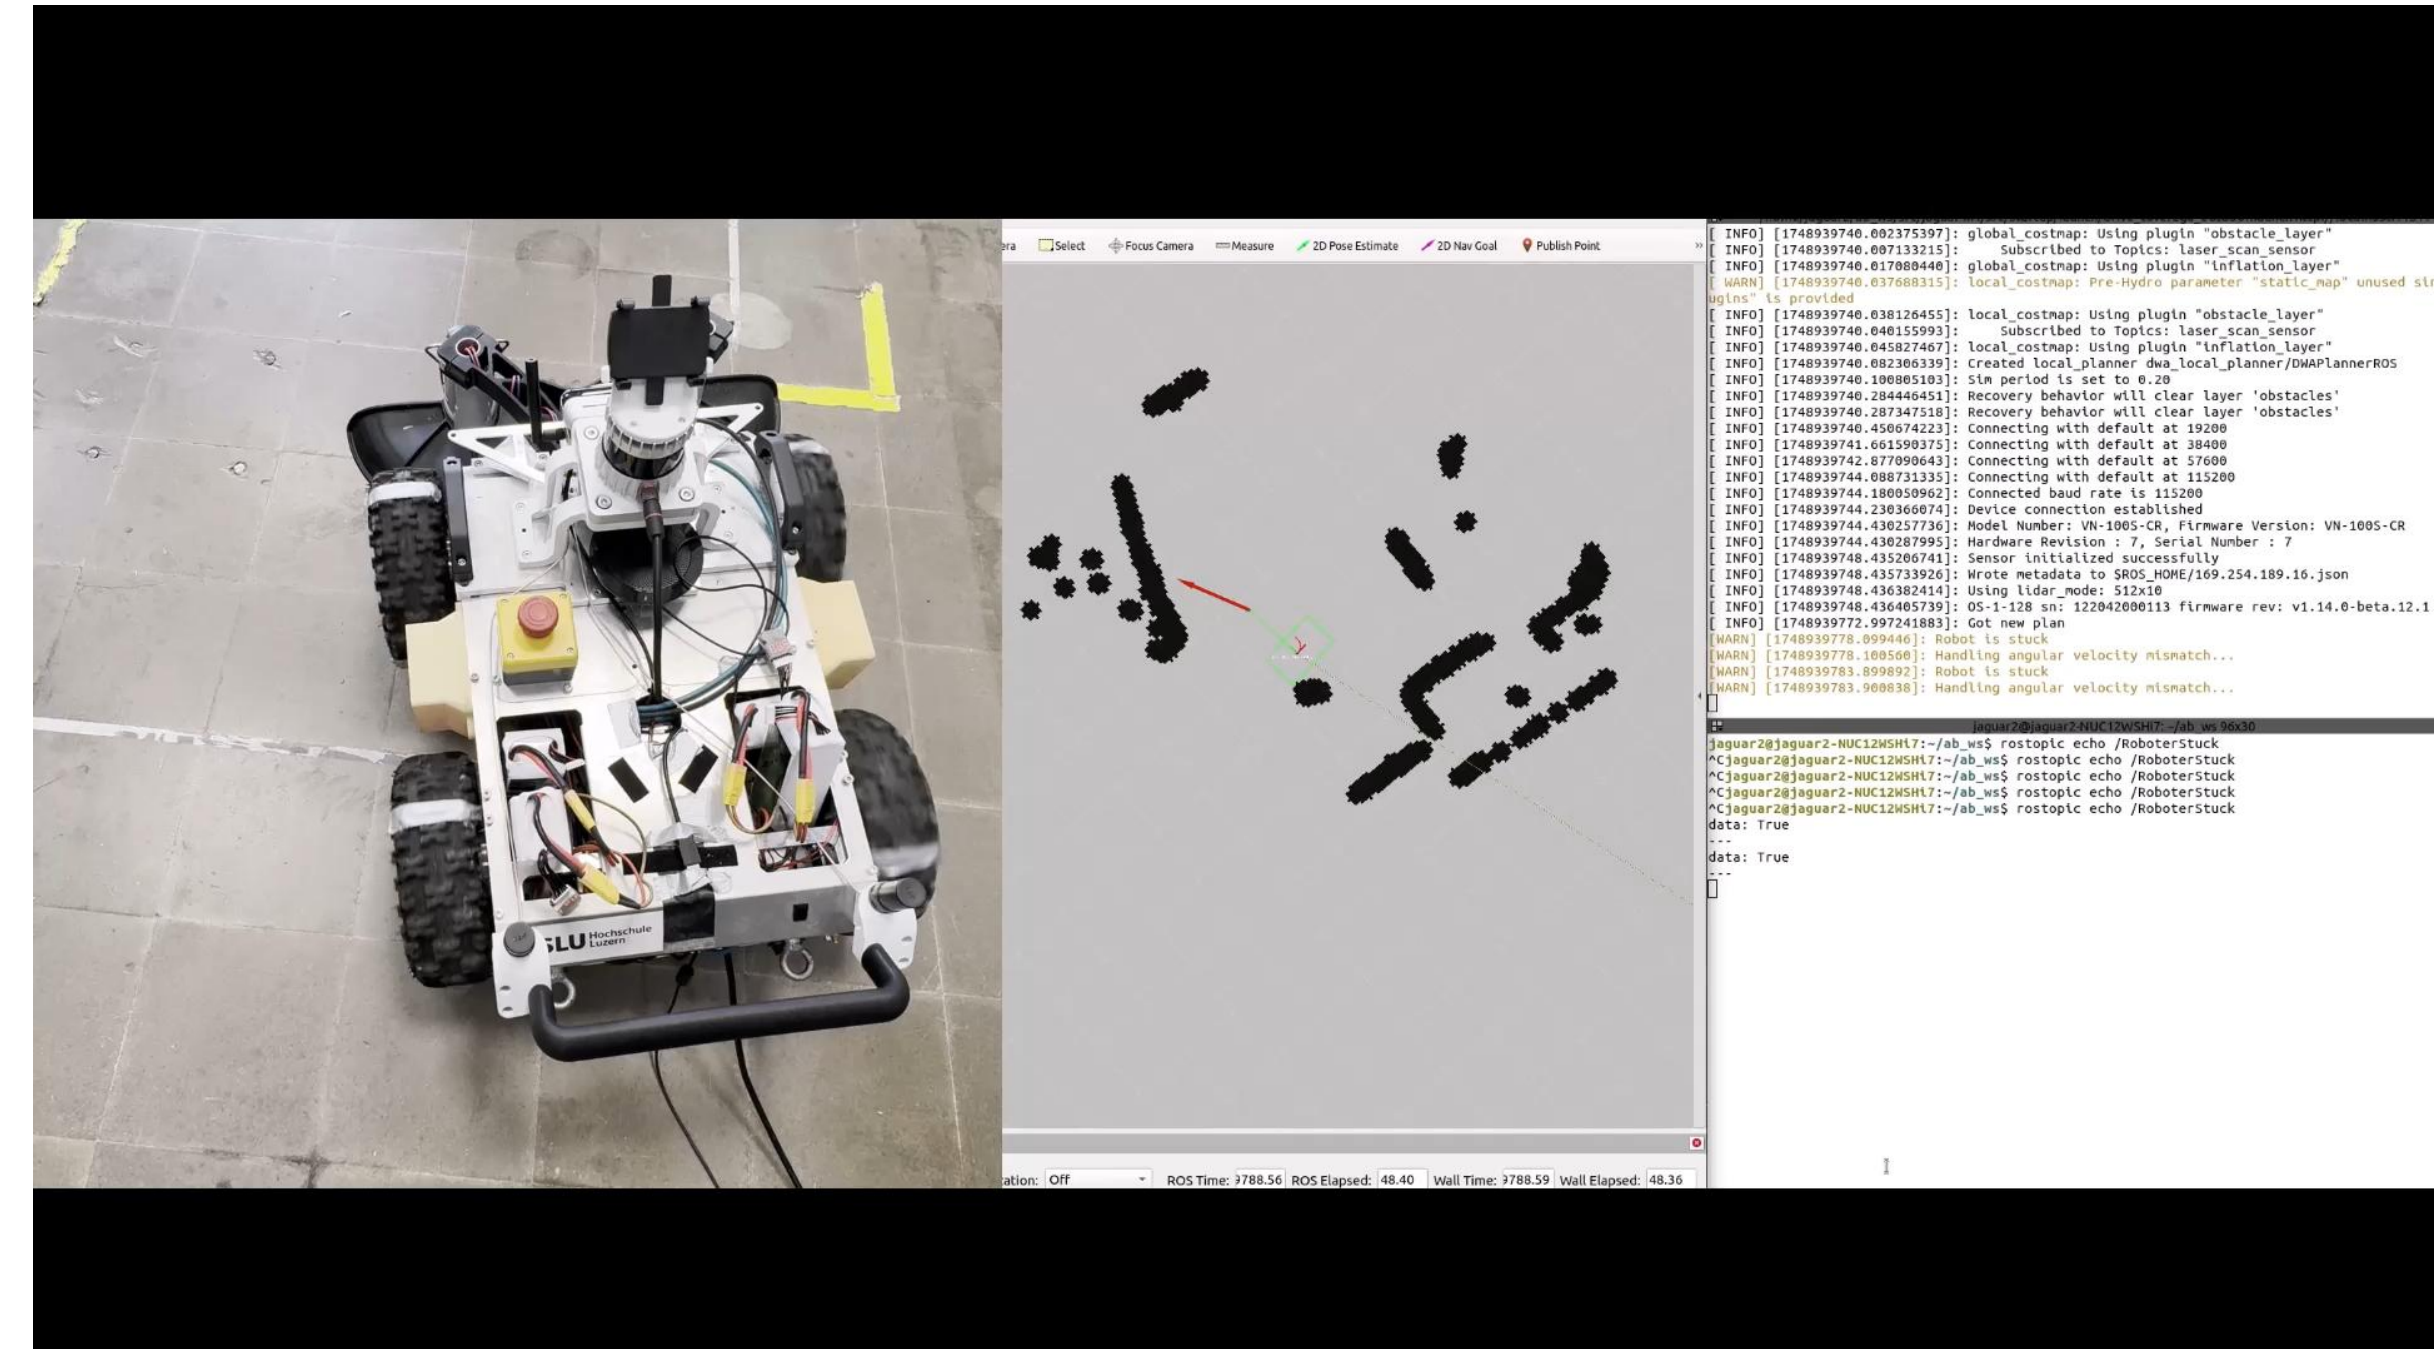 SLU Hochschule
Luzern
era Select Focus Camera Measure 2D Pose Estimate 2D Nav Goal Publish Point »
ation: Off ROS Time: 9788.56 ROS Elapsed: 48.40 Wall Time: 9788.59 Wall Elapsed: 48.36
[ INFO] [1748939740.002375397]: global_costmap: Using plugin "obstacle_layer"
[ INFO] [1748939740.007133215]:     Subscribed to Topics: laser_scan_sensor
[ INFO] [1748939740.017080440]: global_costmap: Using plugin "inflation_layer"
[ WARN] [1748939740.037688315]: local_costmap: Pre-Hydro parameter "static_map" unused sin
ugins" is provided
[ INFO] [1748939740.038126455]: local_costmap: Using plugin "obstacle_layer"
[ INFO] [1748939740.040155993]:     Subscribed to Topics: laser_scan_sensor
[ INFO] [1748939740.045827467]: local_costmap: Using plugin "inflation_layer"
[ INFO] [1748939740.082306339]: Created local_planner dwa_local_planner/DWAPlannerROS
[ INFO] [1748939740.100805103]: Sim period is set to 0.20
[ INFO] [1748939740.284446451]: Recovery behavior will clear layer 'obstacles'
[ INFO] [1748939740.287347518]: Recovery behavior will clear layer 'obstacles'
[ INFO] [1748939740.450674223]: Connecting with default at 19200
[ INFO] [1748939741.661590375]: Connecting with default at 38400
[ INFO] [1748939742.877090643]: Connecting with default at 57600
[ INFO] [1748939744.088731335]: Connecting with default at 115200
[ INFO] [1748939744.180050962]: Connected baud rate is 115200
[ INFO] [1748939744.230366074]: Device connection established
[ INFO] [1748939744.430257736]: Model Number: VN-100S-CR, Firmware Version: VN-100S-CR
[ INFO] [1748939744.430287995]: Hardware Revision : 7, Serial Number : 7
[ INFO] [1748939748.435206741]: Sensor initialized successfully
[ INFO] [1748939748.435733926]: Wrote metadata to $ROS_HOME/169.254.189.16.json
[ INFO] [1748939748.436382414]: Using lidar_mode: 512x10
[ INFO] [1748939748.436405739]: OS-1-128 sn: 122042000113 firmware rev: v1.14.0-beta.12.1
[ INFO] [1748939772.997241883]: Got new plan
[WARN] [1748939778.099446]: Robot is stuck
[WARN] [1748939778.100560]: Handling angular velocity mismatch...
[WARN] [1748939783.899892]: Robot is stuck
[WARN] [1748939783.900838]: Handling angular velocity mismatch...
jaguar2@jaguar2-NUC12WSHi7: ~/ab_ws 96x30
jaguar2@jaguar2-NUC12WSHi7:~/ab_ws$ rostopic echo /RoboterStuck
^Cjaguar2@jaguar2-NUC12WSHi7:~/ab_ws$ rostopic echo /RoboterStuck
^Cjaguar2@jaguar2-NUC12WSHi7:~/ab_ws$ rostopic echo /RoboterStuck
^Cjaguar2@jaguar2-NUC12WSHi7:~/ab_ws$ rostopic echo /RoboterStuck
^Cjaguar2@jaguar2-NUC12WSHi7:~/ab_ws$ rostopic echo /RoboterStuck
data: True
---
data: True
---